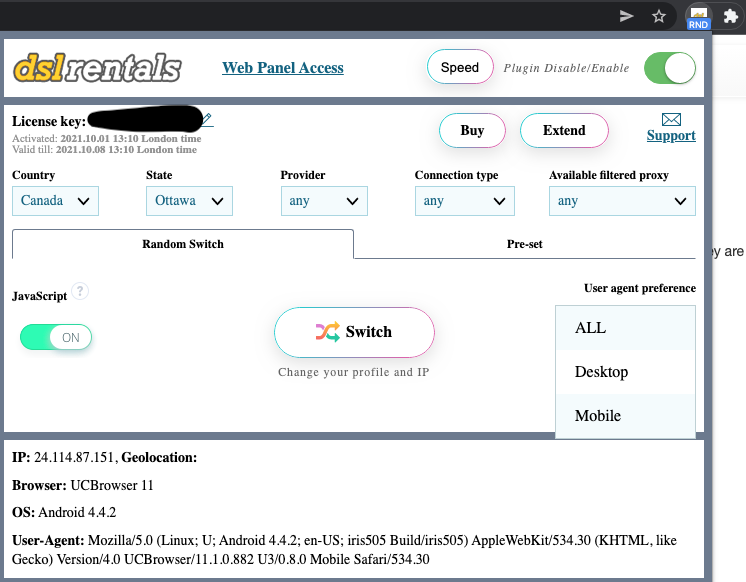 RND
dslrentals
Web Panel Access
Speed
Plugin Disable/Enable
License key:
Activated: 2021.10.01 13:10 London time
Valid till: 2021.10.08 13:10 London time
Buy
Extend
Support
Country
State
Provider
Connection type
Available filtered proxy
Canada
Ottawa
any
any
any
Random Switch
Pre-set
JavaScript ?
User agent preference
ON
Switch
Change your profile and IP
ALL
Desktop
Mobile
ey are
IP: 24.114.87.151, Geolocation:
Browser: UCBrowser 11
OS: Android 4.4.2
User-Agent: Mozilla/5.0 (Linux; U; Android 4.4.2; en-US; iris505 Build/iris505) AppleWebKit/534.30 (KHTML, like
Gecko) Version/4.0 UCBrowser/11.1.0.882 U3/0.8.0 Mobile Safari/534.30